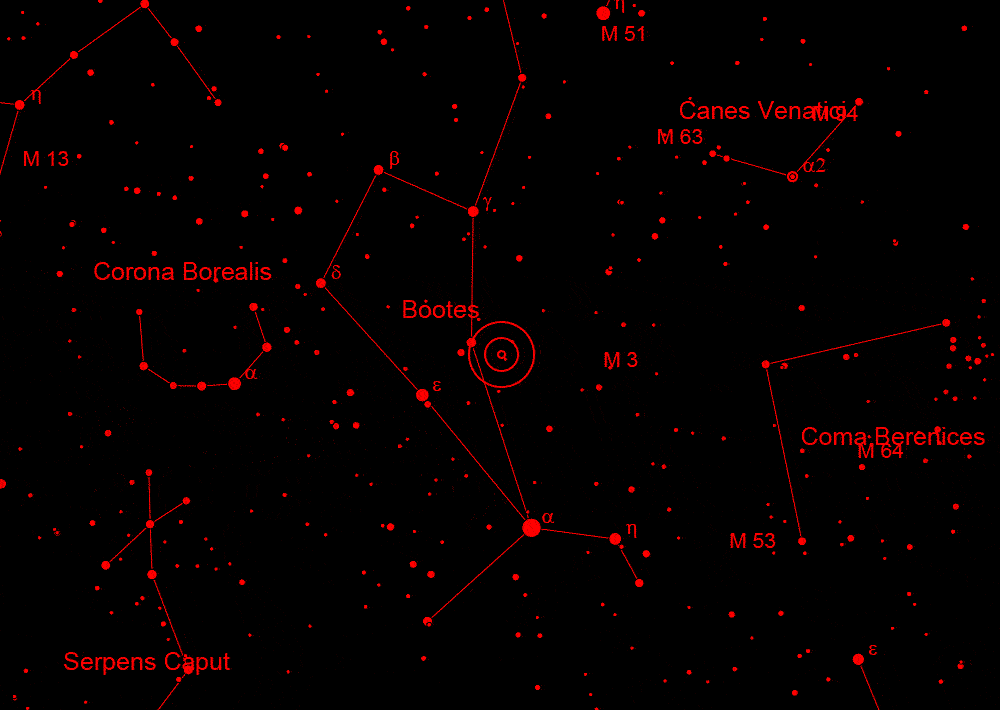 η
M 51
η
Canes Venatici
M 94
M 63
M 13
β
α2
γ
Corona Borealis
δ
Bootes
M 3
α
ε
Coma Berenices
M 64
α
η
M 53
ε
Serpens Caput